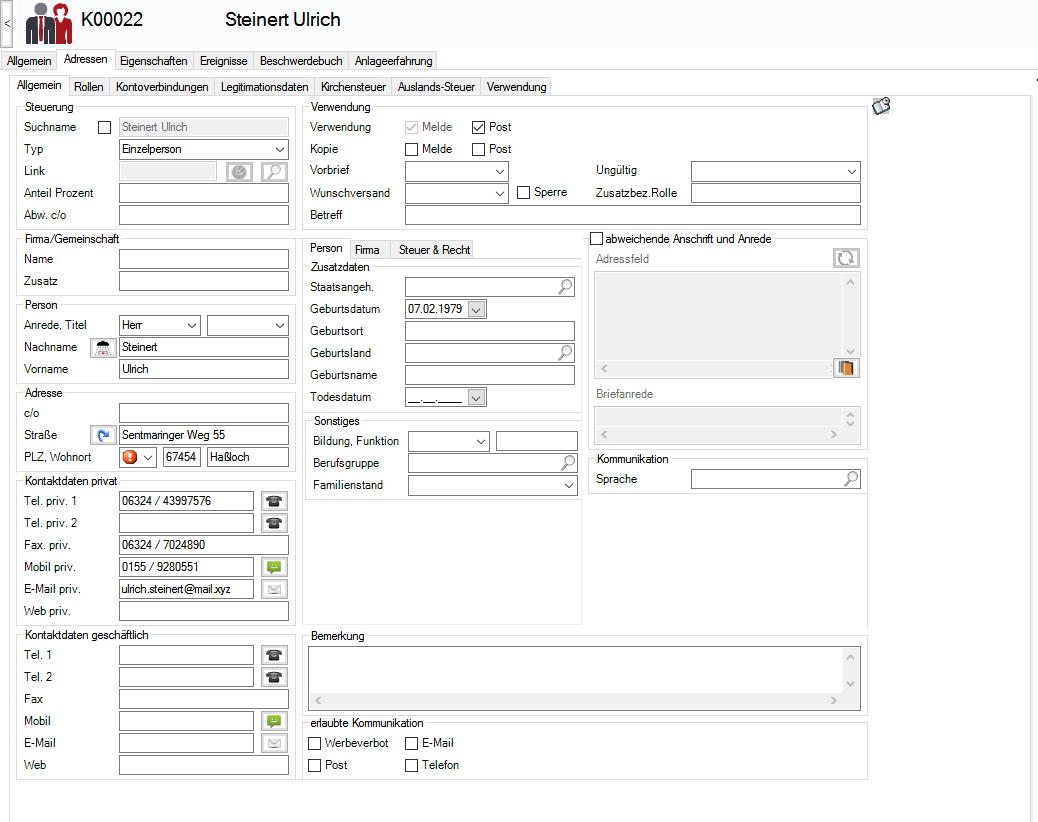 <
K00022 Steinert Ulrich
Allgemein Adressen Eigenschaften Ereignisse Beschwerdebuch Anlageerfahrung
Allgemein Rollen Kontoverbindungen Legitimationsdaten Kirchensteuer Auslands-Steuer Verwendung
Steuerung
Suchname Steinert Ulrich
Typ Einzelperson
Link
Anteil Prozent
Abw. c/o
Verwendung
Verwendung Melde Post
Kopie Melde Post
Vorbrief Ungültig
Wunschversand Sperre Zusatzbez.Rolle
Betreff
Firma/Gemeinschaft
Name
Zusatz
Person
Anrede, Titel Herr
Nachname Steinert
Vorname Ulrich
Adresse
c/o
Straße Sentmaringer Weg 55
PLZ, Wohnort 67454 Haßloch
Kontaktdaten privat
Tel. priv. 1 06324 / 43997576
Tel. priv. 2
Fax. priv. 06324 / 7024890
Mobil priv. 0155 / 9280551
E-Mail priv. ulrich.steinert@mail.xyz
Web priv.
Kontaktdaten geschäftlich
Tel. 1
Tel. 2
Fax
Mobil
E-Mail
Web
Person Firma Steuer & Recht
Zusatzdaten
Staatsangeh.
Geburtsdatum 07.02.1979
Geburtsort
Geburtsland
Geburtsname
Todesdatum __.__.____
Sonstiges
Bildung, Funktion
Berufsgruppe
Familienstand
abweichende Anschrift und Anrede
Adressfeld
Briefanrede
Kommunikation
Sprache
Bemerkung
erlaubte Kommunikation
Werbeverbot E-Mail
Post Telefon